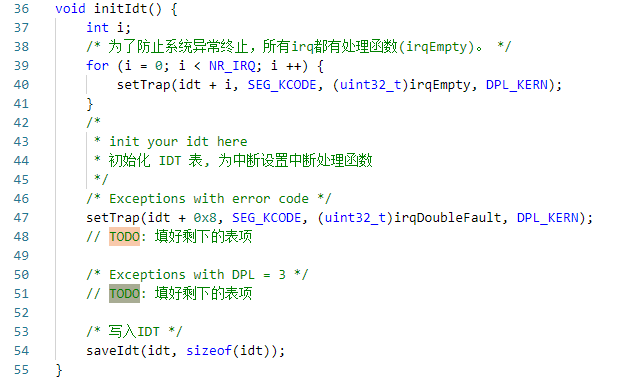 36 void initIdt() {
37     int i;
38     /* 为了防止系统异常终止，所有irq都有处理函数(irqEmpty)。 */
39     for (i = 0; i < NR_IRQ; i ++) {
40         setTrap(idt + i, SEG_KCODE, (uint32_t)irqEmpty, DPL_KERN);
41     }
42     /*
43      * init your idt here
44      * 初始化 IDT 表, 为中断设置中断处理函数
45      */
46     /* Exceptions with error code */
47     setTrap(idt + 0x8, SEG_KCODE, (uint32_t)irqDoubleFault, DPL_KERN);
48     // TODO: 填好剩下的表项
49
50     /* Exceptions with DPL = 3 */
51     // TODO: 填好剩下的表项
52
53     /* 写入IDT */
54     saveIdt(idt, sizeof(idt));
55 }